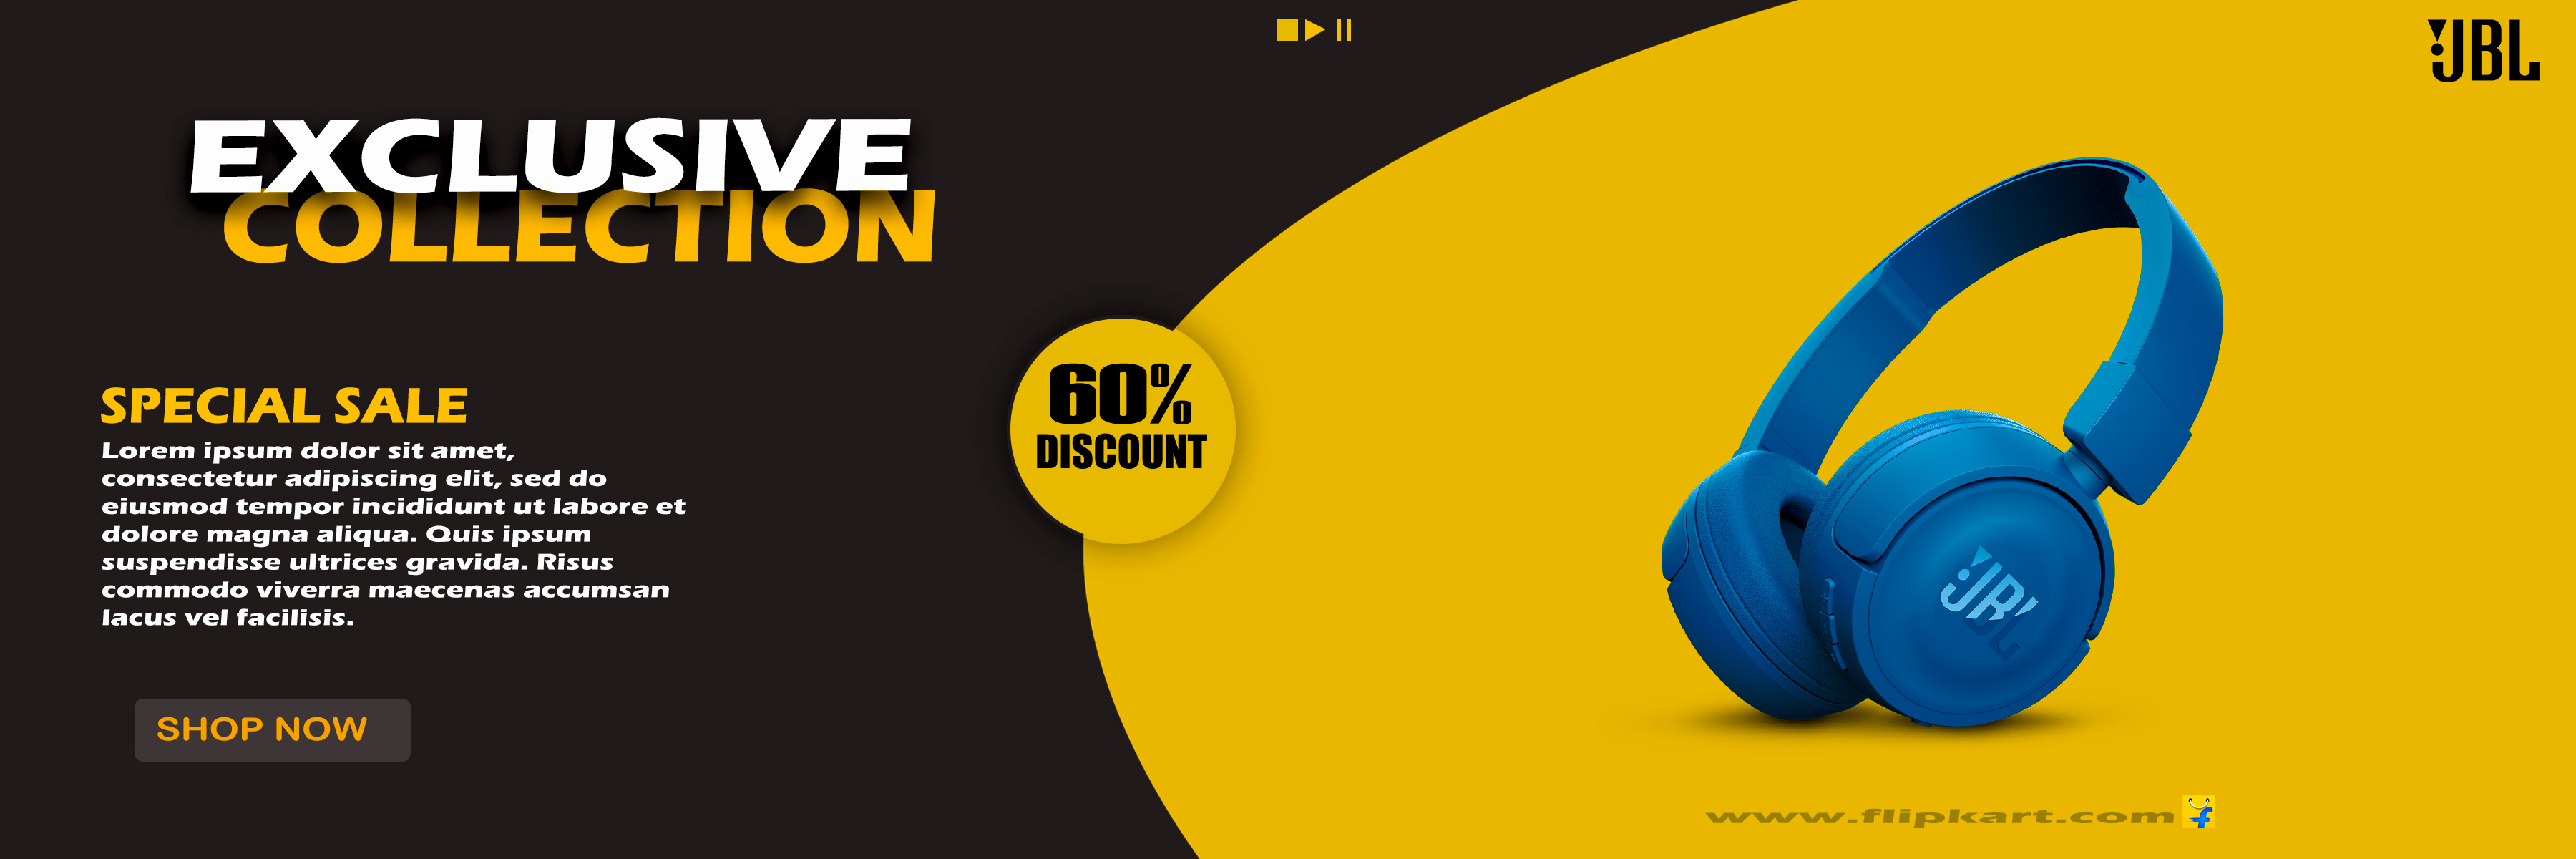 JBL
EXCLUSIVE
COLLECTION
60%
DISCOUNT
SPECIAL SALE
Lorem ipsum dolor sit amet,
consectetur adipiscing elit, sed do
eiusmod tempor incididunt ut labore et
dolore magna aliqua. Quis ipsum
suspendisse ultrices gravida. Risus
commodo viverra maecenas accumsan
lacus vel facilisis.
JBL
SHOP NOW
www.flipkart.com